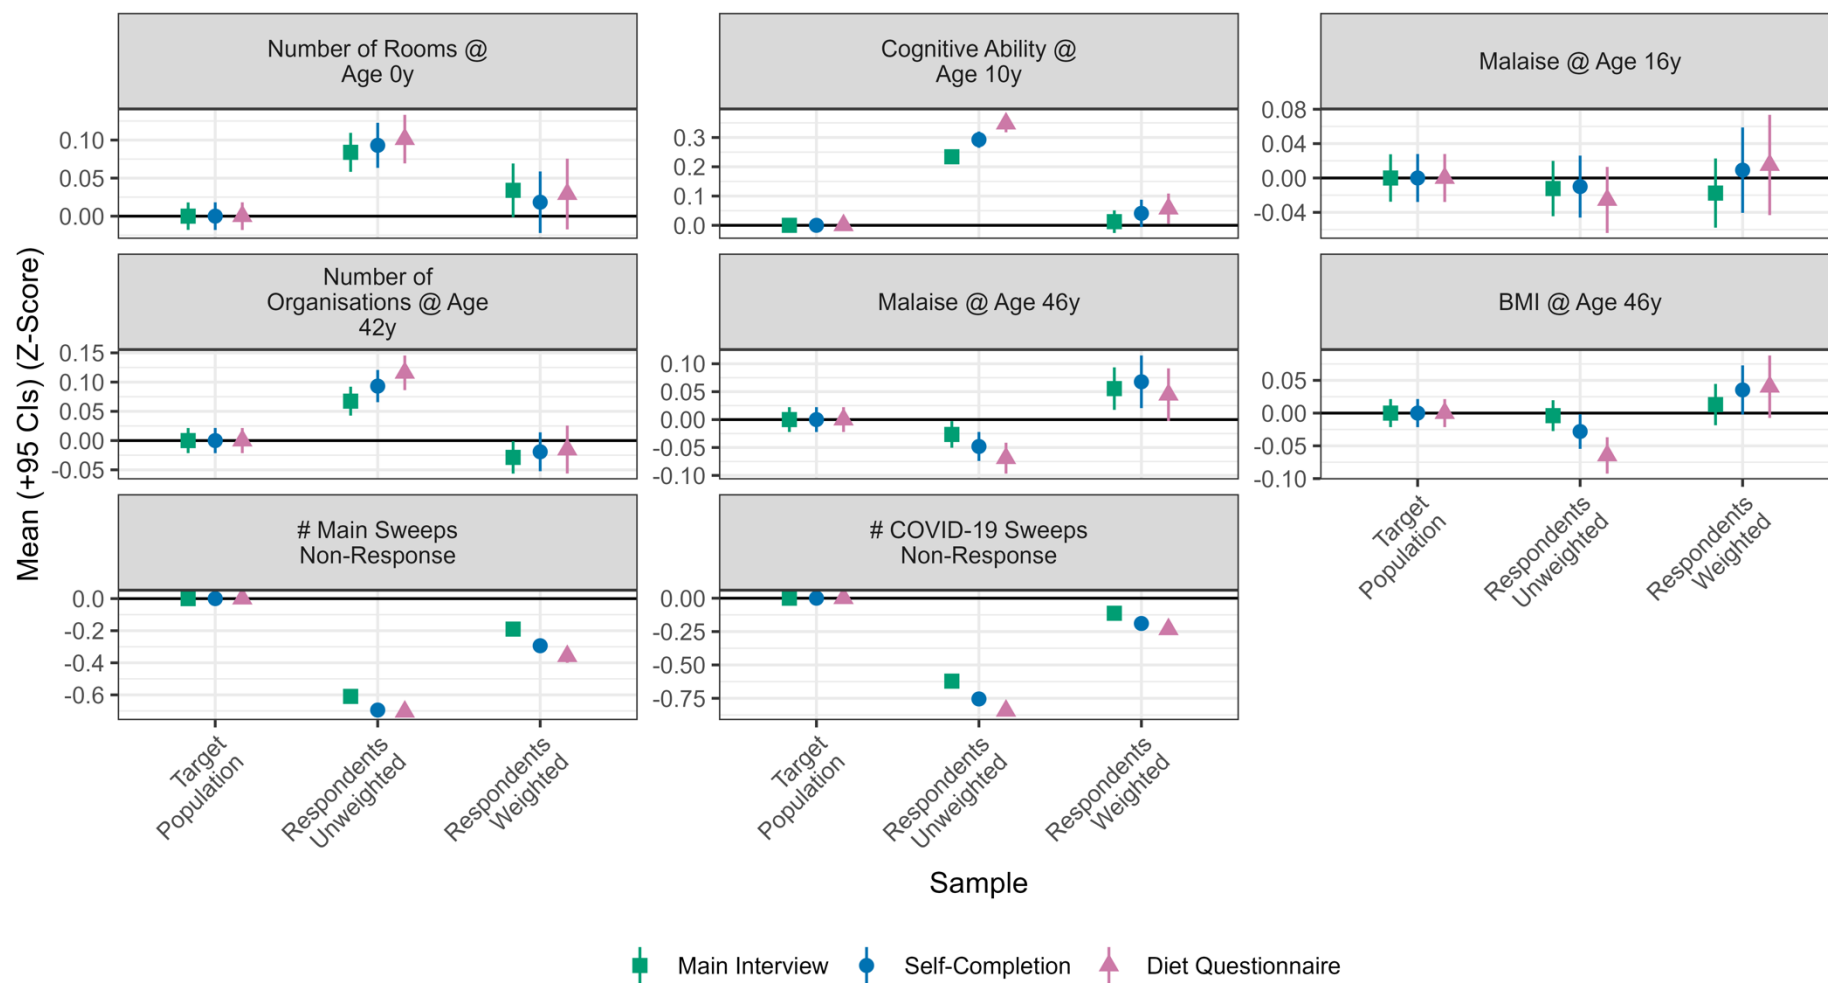 Number of Rooms @
Age 0y
Cognitive Ability @
Age 10y
Malaise @ Age 16y
0.10
0.05
0.00
0.3
0.2
0.1
0.0
0.08
0.04
0.00
-0.04
Number of
Organisations @ Age
42y
Malaise @ Age 46y
BMI @ Age 46y
0.15
0.10
0.05
0.00
-0.05
0.10
0.05
0.00
-0.05
-0.10
0.05
0.00
-0.05
-0.10
# Main Sweeps
Non-Response
# COVID-19 Sweeps
Non-Response
0.0
-0.2
-0.4
-0.6
0.00
-0.25
-0.50
-0.75
Target
Population
Respondents
Unweighted
Respondents
Weighted
Target
Population
Respondents
Unweighted
Respondents
Weighted
Target
Population
Respondents
Unweighted
Respondents
Weighted
Mean (+95 CIs) (Z-Score)
Sample
Main Interview
Self-Completion
Diet Questionnaire